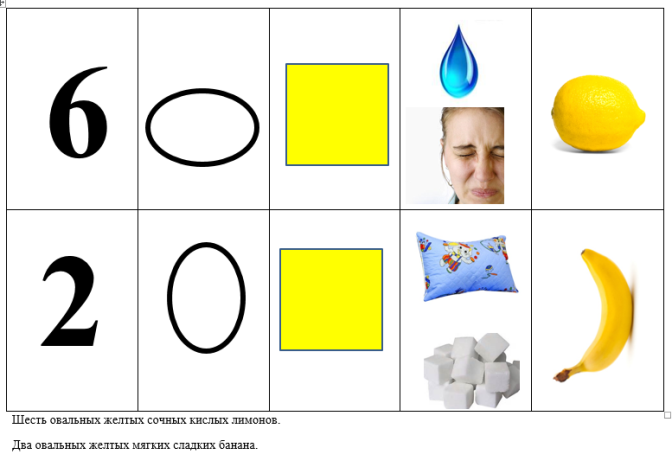 6
2
Шесть овальных желтых сочных кислых лимонов.
Два овальных желтых мягких сладких банана.